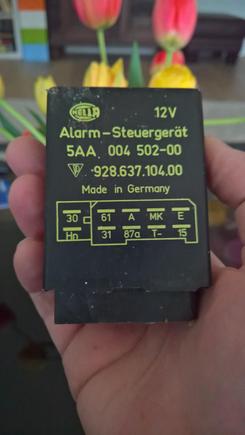 HELLA 12V
Alarm-Steuergerät
5AA 004 502-00
928.637.104.00
Made in Germany
30 61 A MK E
Hn 31 87a T- 15